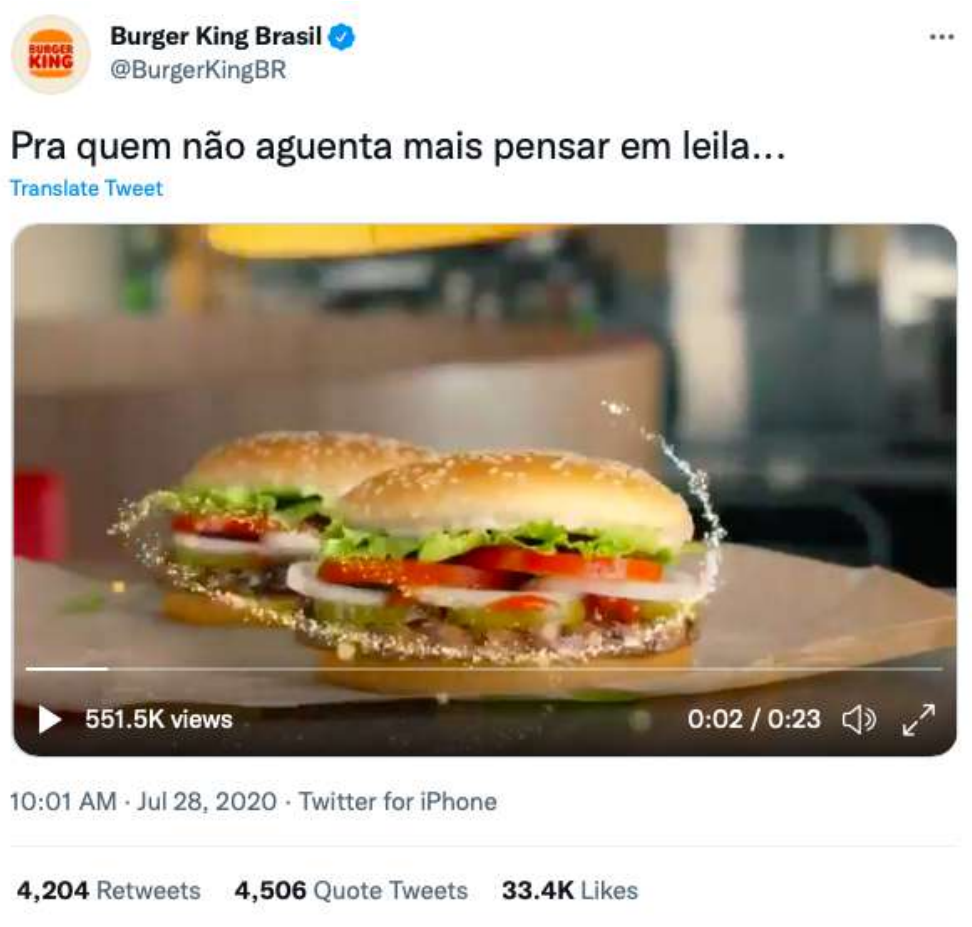 BURGER
KING
Burger King Brasil
@BurgerKingBR
Pra quem não aguenta mais pensar em leila...
Translate Tweet
551.5K views
0:02 / 0:23
10:01 AM · Jul 28, 2020 · Twitter for iPhone
4,204 Retweets 4,506 Quote Tweets 33.4K Likes